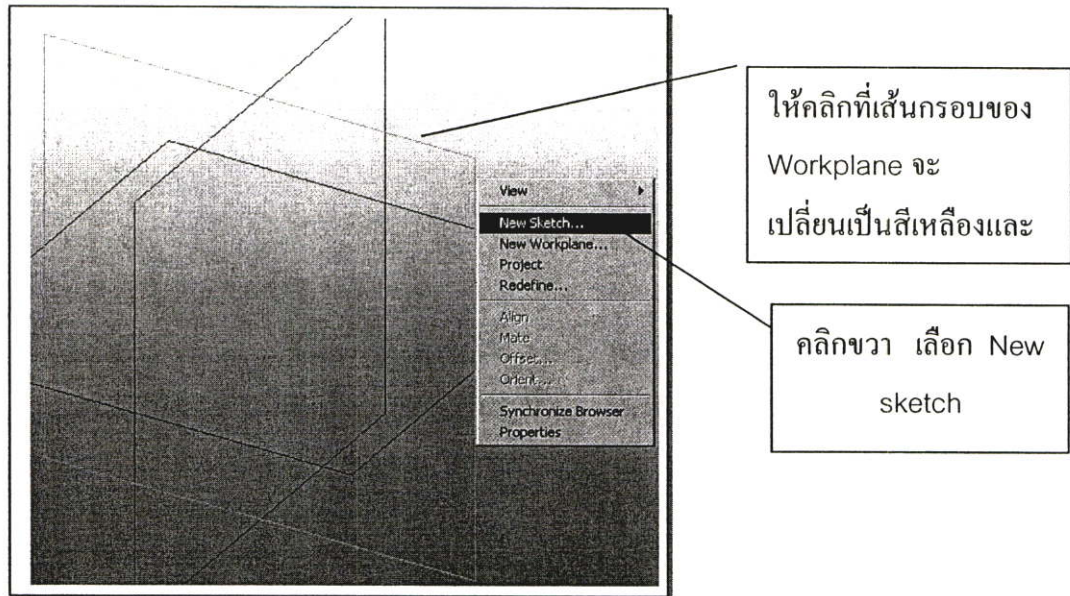 ให้คลิกที่เส้นกรอบของ
Workplane จะ
เปลี่ยนเป็นสีเหลืองและ
View
New Sketch...
New Workplane...
Project
Redefine...
Align
Mate
Offset...
Orient...
Synchronize Browser
Properties
คลิกขวา เลือก New
sketch